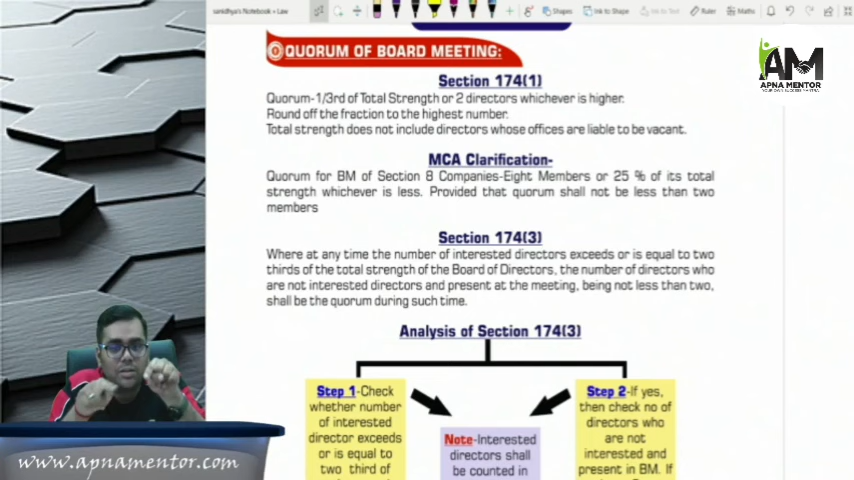 sanidhya's Notebook » Law
Shapes
Ink to Shape
Ink to Text
Ruler
Maths
AM
APNA MENTOR
QUORUM OF BOARD MEETING:
Section 174(1)
Quorum-1/3rd of Total Strength or 2 directors whichever is higher.
Round off the fraction to the highest number.
Total strength does not include directors whose offices are liable to be vacant.
MCA Clarification-
Quorum for BM of Section 8 Companies-Eight Members or 25 % of its total
strength whichever is less. Provided that quorum shall not be less than two
members
Section 174(3)
Where at any time the number of interested directors exceeds or is equal to two
thirds of the total strength of the Board of Directors, the number of directors who
are not interested directors and present at the meeting, being not less than two,
shall be the quorum during such time.
Analysis of Section 174(3)
Step 1-Check
whether number
of interested
director exceeds
or is equal to
two third of
Note-Interested
directors shall
be counted in
Step 2-If yes,
then check no of
directors who
are not
interested and
present in BM. If
www.apnamentor.com